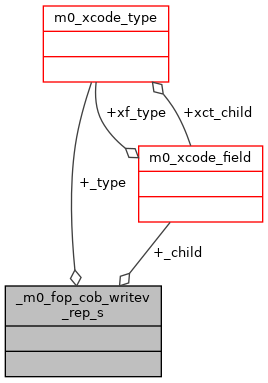 m0_xcode_type
+xf_type
+xct_child
m0_xcode_field
+_type
+_child
_m0_fop_cob_writev
_rep_s